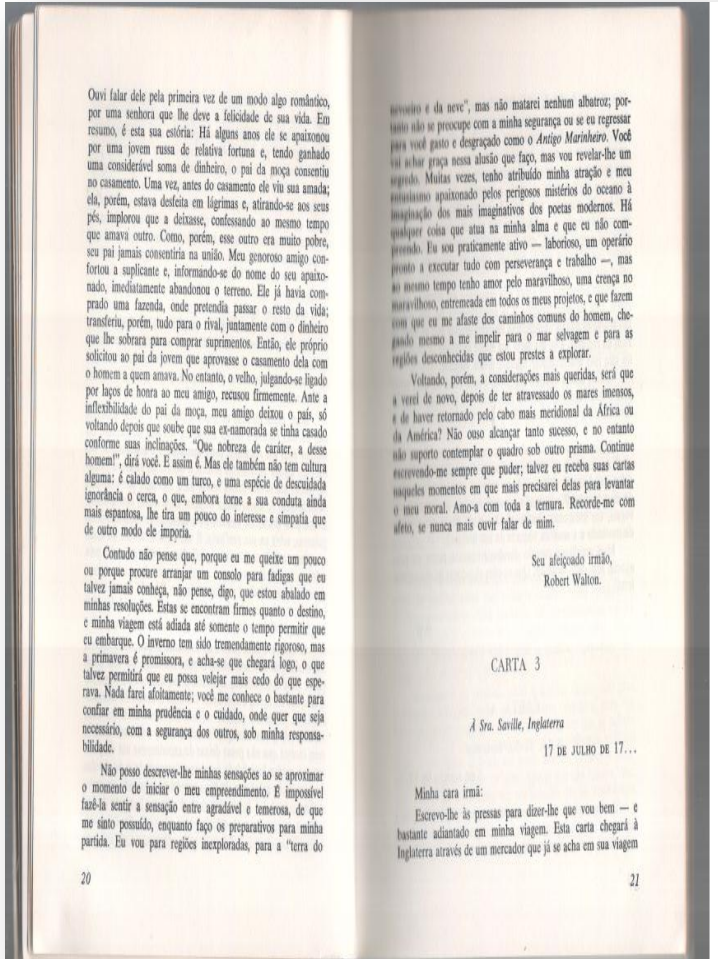 Ouvi falar dele pela primeira vez de um modo algo romântico,
por uma senhora que lhe deve a felicidade de sua vida. Em
resumo, é esta sua estória: Há alguns anos ele se apaixonou
por uma jovem russa de relativa fortuna e, tendo ganhado
uma considerável soma de dinheiro, o pai da moça consentiu
no casamento. Uma vez, antes do casamento ele viu sua amada;
ela, porém, estava desfeita em lágrimas e, atirando-se aos seus
pés, implorou que a deixasse, confessando ao mesmo tempo
que amava outro. Como, porém, esse outro era muito pobre,
seu pai jamais consentiria na união. Meu generoso amigo con-
fortou a suplicante e, informando-se do nome do seu apaixo-
nado, imediatamente abandonou o terreno. Ele já havia com-
prado uma fazenda, onde pretendia passar o resto da vida;
transferiu, porém, tudo para o rival, juntamente com o dinheiro
que lhe sobrara para comprar suprimentos. Então, ele próprio
solicitou ao pai da jovem que aprovasse o casamento dela com
o homem a quem amava. No entanto, o velho, julgando-se ligado
por laços de honra ao meu amigo, recusou firmemente. Ante a
inflexibilidade do pai da moça, meu amigo deixou o país, só
voltando depois que soube que sua ex-namorada se tinha casado
conforme suas inclinações. "Que nobreza de caráter, a desse
homem!", dirá você. E assim é. Mas ele também não tem cultura
alguma: é calado como um turco, e uma espécie de descuidada
ignorância o cerca, o que, embora torne a sua conduta ainda
mais espantosa, lhe tira um pouco do interesse e simpatia que
de outro modo ele imporia.
Contudo não pense que, porque eu me queixe um pouco
ou porque procure arranjar um consolo para fadigas que eu
talvez jamais conheça, não pense, digo, que estou abalado em
minhas resoluções. Estas se encontram firmes quanto o destino,
e minha viagem está adiada até somente o tempo permitir que
eu embarque. O inverno tem sido tremendamente rigoroso, mas
a primavera é promissora, e acha-se que chegará logo, o que
talvez permitirá que eu possa velejar mais cedo do que espe-
rava. Nada farei afoitamente; você me conhece o bastante para
confiar em minha prudência e o cuidado, onde quer que seja
necessário, com a segurança dos outros, sob minha responsa-
bilidade.
Não posso descrever-lhe minhas sensações ao se aproximar
o momento de iniciar o meu empreendimento. É impossível
fazê-la sentir a sensação entre agradável e temerosa, de que
me sinto possuído, enquanto faço os preparativos para minha
partida. Eu vou para regiões inexploradas, para a "terra do
20
nevoeiro e da neve", mas não matarei nenhum albatroz; por-
tanto não se preocupe com a minha segurança ou se eu regressar
para você gasto e desgraçado como o Antigo Marinheiro. Você
vai achar graça nessa alusão que faço, mas vou revelar-lhe um
segredo. Muitas vezes, tenho atribuído minha atração e meu
entusiasmo apaixonado pelos perigosos mistérios do oceano à
imaginação dos mais imaginativos dos poetas modernos. Há
qualquer coisa que atua na minha alma e que eu não com-
preendo. Eu sou praticamente ativo — laborioso, um operário
pronto a executar tudo com perseverança e trabalho —, mas
ao mesmo tempo tenho amor pelo maravilhoso, uma crença no
maravilhoso, entremeada em todos os meus projetos, e que fazem
com que eu me afaste dos caminhos comuns do homem, che-
gando mesmo a me impelir para o mar selvagem e para as
regiões desconhecidas que estou prestes a explorar.
Voltando, porém, a considerações mais queridas, será que
a verei de novo, depois de ter atravessado os mares imensos,
e de haver retornado pelo cabo mais meridional da África ou
da América? Não ouso alcançar tanto sucesso, e no entanto
não suporto contemplar o quadro sob outro prisma. Continue
escrevendo-me sempre que puder; talvez eu receba suas cartas
naqueles momentos em que mais precisarei delas para levantar
o meu moral. Amo-a com toda a ternura. Recorde-me com
afeto, se nunca mais ouvir falar de mim.
Seu afeiçoado irmão,
Robert Walton.
CARTA 3
À Sra. Saville, Inglaterra
17 DE JULHO DE 17...
Minha cara irmã:
Escrevo-lhe às pressas para dizer-lhe que vou bem — e
bastante adiantado em minha viagem. Esta carta chegará à
Inglaterra através de um mercador que já se acha em sua viagem
21